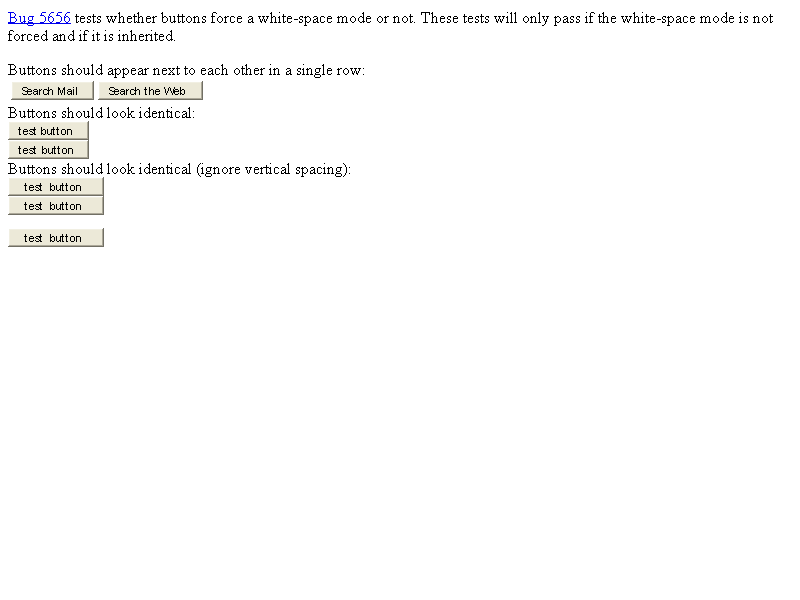 Bug 5656 tests whether buttons force a white-space mode or not. These tests will only pass if the white-space mode is not
forced and if it is inherited.
Buttons should appear next to each other in a single row:
Search Mail Search the Web
Buttons should look identical:
test button
test button
Buttons should look identical (ignore vertical spacing):
test  button
test  button
test  button